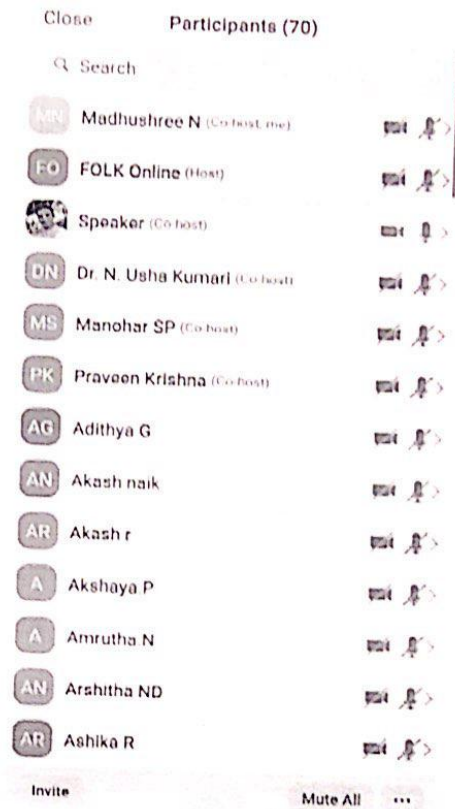 Close Participants (70)
Search
MN Madhushree N (Co-host, me)
FO FOLK Online (Host)
Speaker (Co-host)
DN Dr. N. Usha Kumari (Co-host)
MS Manohar SP (Co-host)
PK Praveen Krishna (Co-host)
AG Adithya G
AN Akash naik
AR Akash r
A Akshaya P
A Amrutha N
AN Arshitha ND
AR Ashika R
Invite Mute All ...